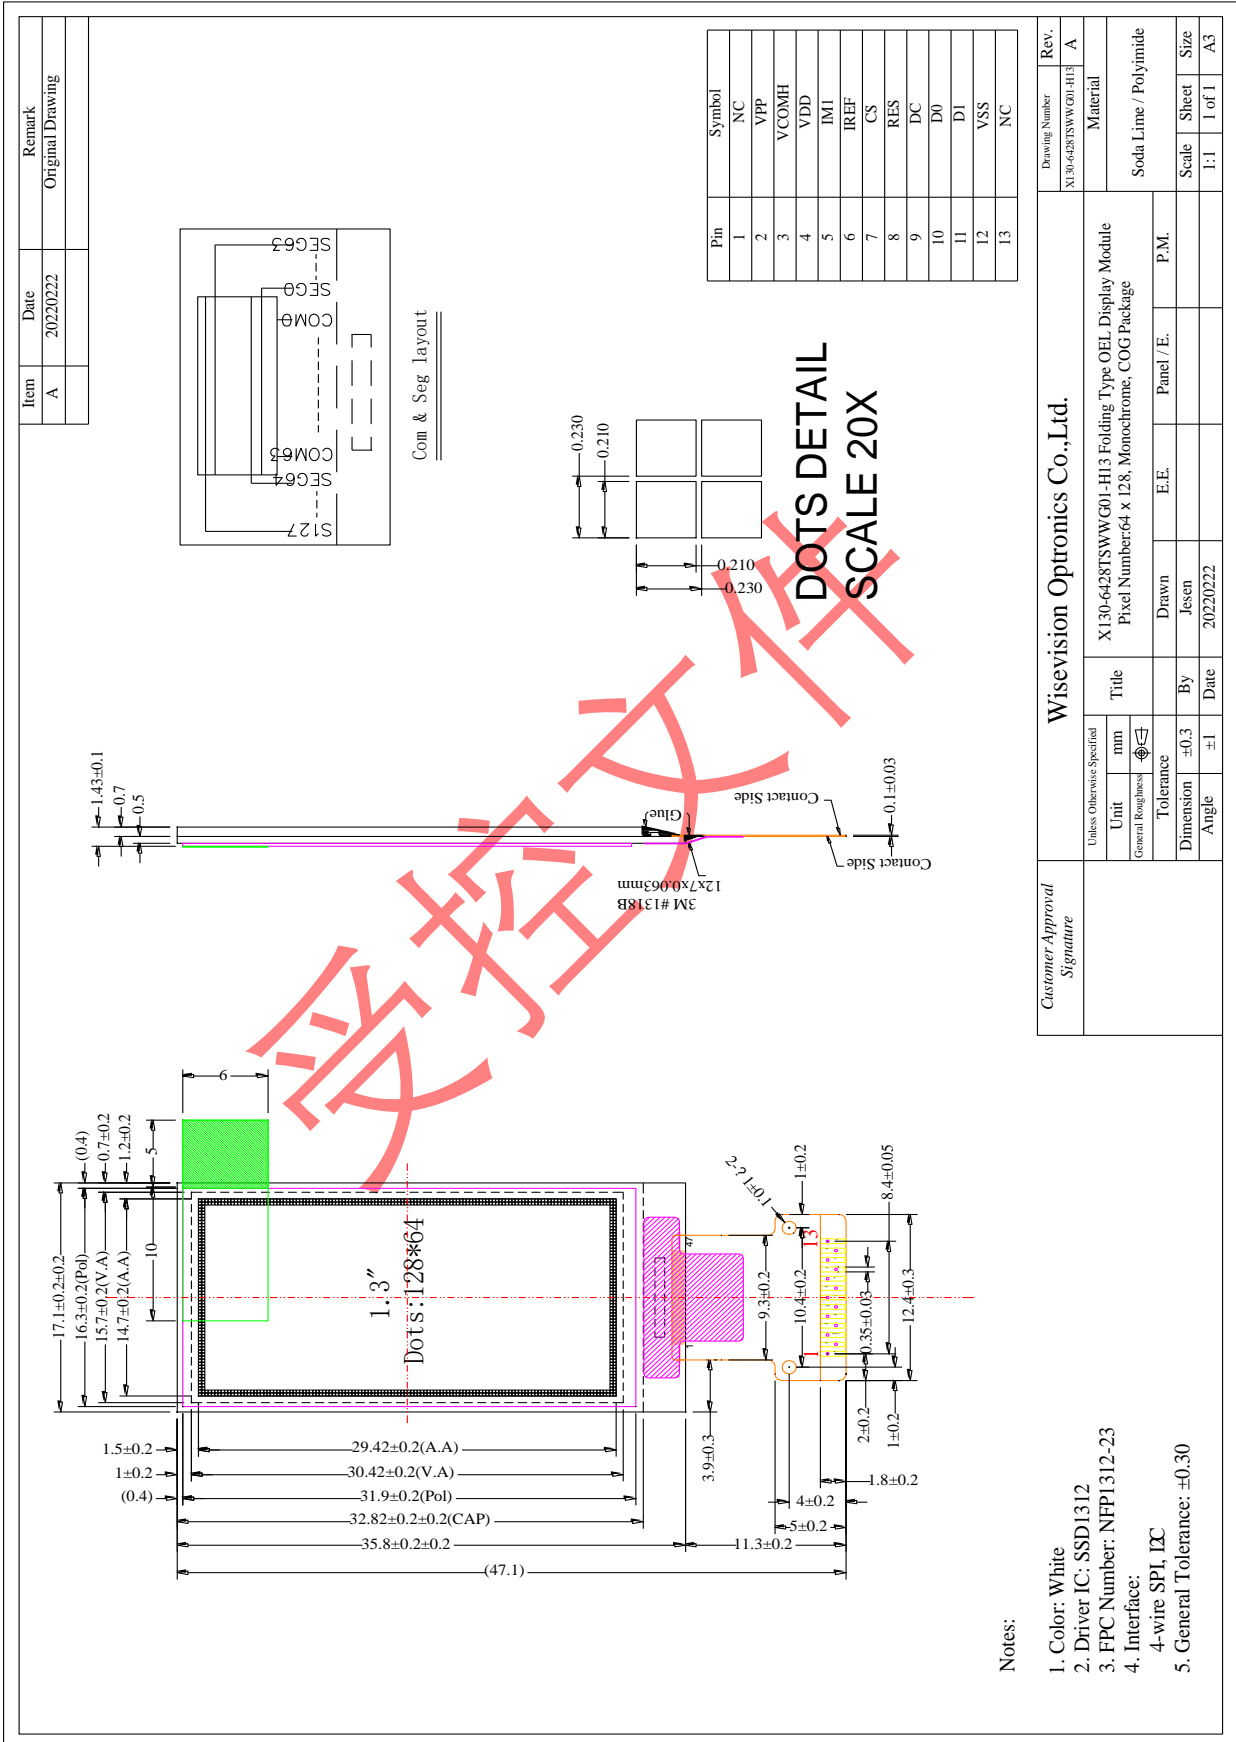 Item Date Remark
A 20220222 Original Drawing
SEG63
SEG0
COM0
COM63
SEG64
S127
Com & Seg layout
0.230
0.210
0.210
0.230
DOTS DETAIL
SCALE 20X
Pin Symbol
1 NC
2 VPP
3 VCOMH
4 VDD
5 IM1
6 IREF
7 CS
8 RES
9 DC
10 D0
11 D1
12 VSS
13 NC
1.43±0.1
0.7
0.5
Glue
Contact Side
Contact Side
0.1±0.03
3M #1318B
12x7x0.063mm
受控文件
6
5
10
(0.4)
0.7±0.2
1.2±0.2
17.1±0.2±0.2
16.3±0.2(Pol)
15.7±0.2(V.A)
14.7±0.2(A.A)
1.3"
Dots:128*64
47
1
1.5±0.2
1±0.2
(0.4)
29.42±0.2(A.A)
30.42±0.2(V.A)
31.9±0.2(Pol)
32.82±0.2±0.2(CAP)
35.8±0.2±0.2
11.3±0.2
(47.1)
2-?1±0.1
1±0.2
8.4±0.05
13
1
9.3±0.2
10.4±0.2
0.35±0.03
12.4±0.3
3.9±0.3
2±0.2
1±0.2
1.8±0.2
4±0.2
5±0.2
Notes:
1. Color: White
2. Driver IC: SSD1312
3. FPC Number: NFP1312-23
4. Interface:
4-wire SPI, I2C
5. General Tolerance: ±0.30
Customer Approval
Signature
Wisevision Optronics Co.,Ltd.
Drawing Number Rev.
X130-6428TSWWG01-H13 A
Unless Otherwise Specified
Unit mm
General Roughness
Tolerance
Dimension ±0.3
Angle ±1
Title
X130-6428TSWWG01-H13 Folding Type OEL Display Module
Pixel Number:64 x 128, Monochrome, COG Package
Material
Soda Lime / Polyimide
Drawn E.E. Panel / E. P.M.
By Jesen
Date 20220222
Scale Sheet Size
1:1 1 of 1 A3